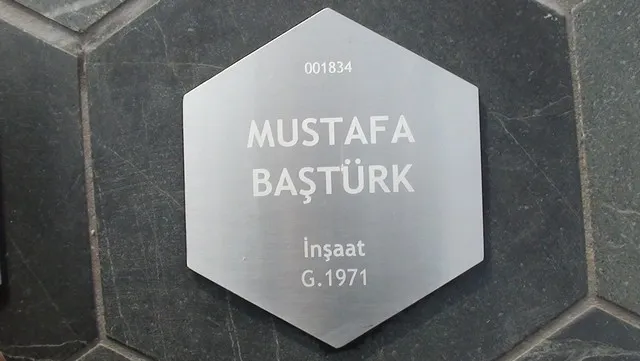 001834
MUSTAFA
BAŞTÜRK
İnşaat
G.1971